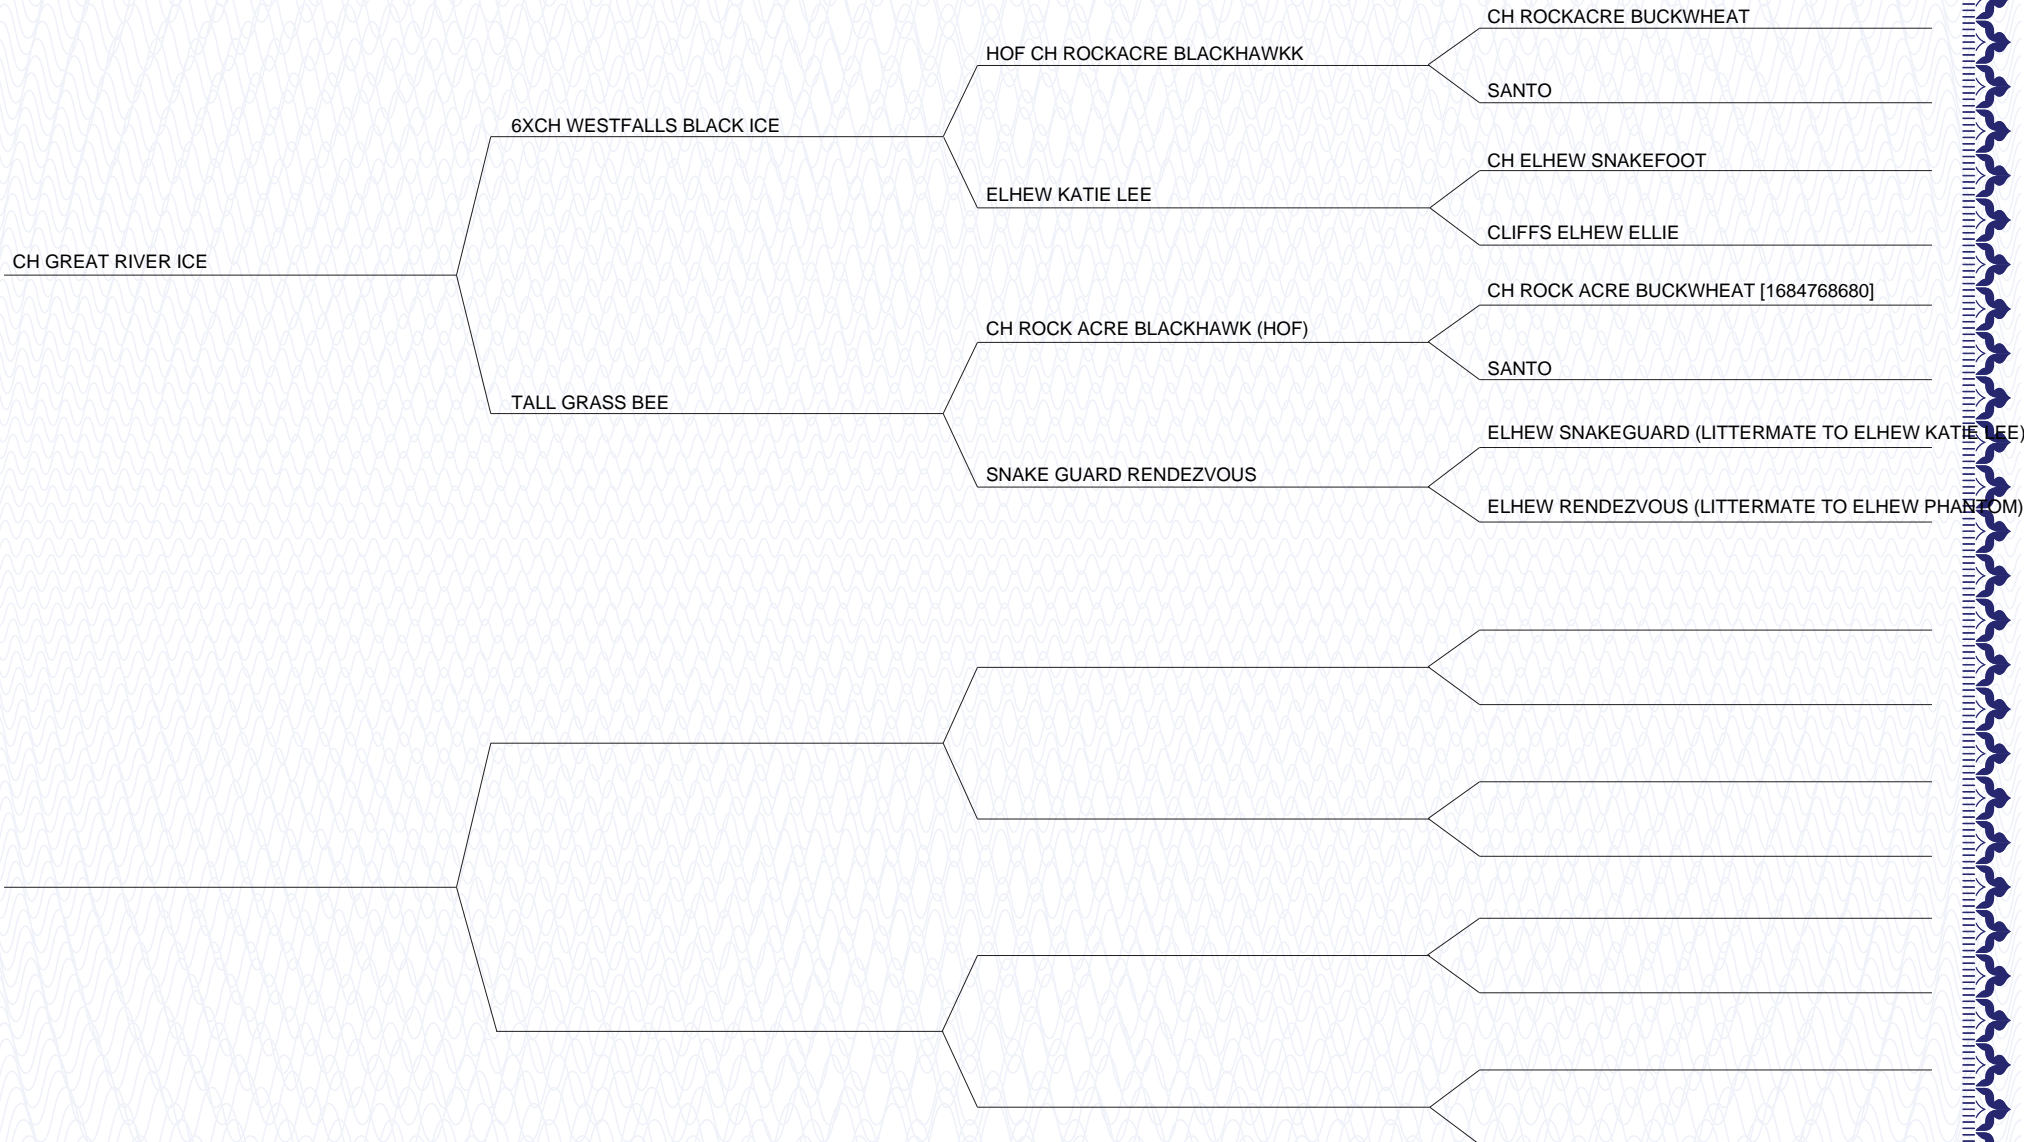 CH ROCKACRE BUCKWHEAT
HOF CH ROCKACRE BLACKHAWKK
SANTO
6XCH WESTFALLS BLACK ICE
CH ELHEW SNAKEFOOT
ELHEW KATIE LEE
CLIFFS ELHEW ELLIE
CH GREAT RIVER ICE
CH ROCK ACRE BUCKWHEAT [1684768680]
CH ROCK ACRE BLACKHAWK (HOF)
SANTO
TALL GRASS BEE
ELHEW SNAKEGUARD (LITTERMATE TO ELHEW KATIE LEE)
SNAKE GUARD RENDEZVOUS
ELHEW RENDEZVOUS (LITTERMATE TO ELHEW PHANTOM)